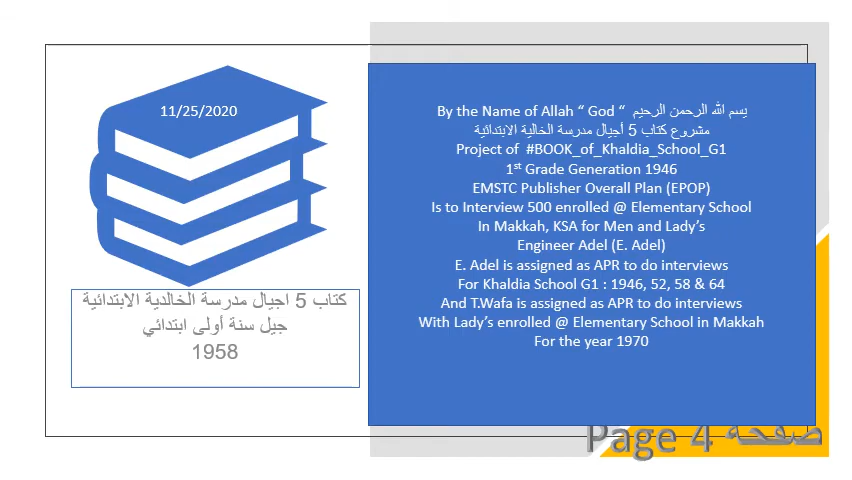 11/25/2020
كتاب 5 اجيال مدرسة الخالدية الابتدائية
جيل سنة أولى ابتدائي
1958
By the Name of Allah “ God “ بسم الله الرحمن الرحيم
مشروع كتاب 5 أجيال مدرسة الخالية الابتدائية
Project of #BOOK_of_Khaldia_School_G1
1st Grade Generation 1946
EMSTC Publisher Overall Plan (EPOP)
Is to Interview 500 enrolled @ Elementary School
In Makkah, KSA for Men and Lady’s
Engineer Adel (E. Adel)
E. Adel is assigned as APR to do interviews
For Khaldia School G1 : 1946, 52, 58 & 64
And T.Wafa is assigned as APR to do interviews
With Lady’s enrolled @ Elementary School in Makkah
For the year 1970
Page 4 صفحة